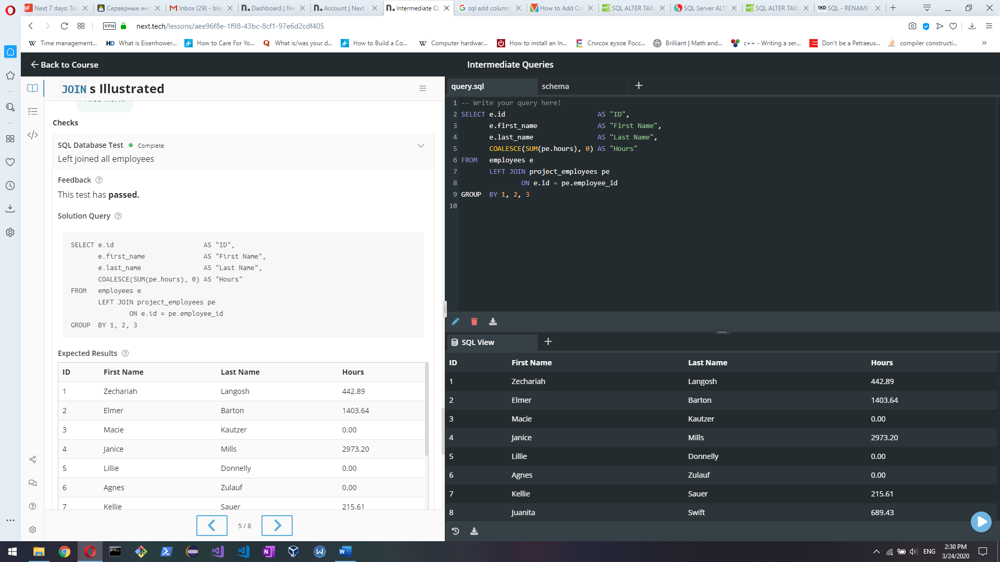 Next 7 days: Tod
Серверные инт
Inbox (29) - blac
n. Dashboard | Ne
n. Account | Next T
n. Intermediate Q
sql add column
How to Add Co
SQL ALTER TABL
SQL Server ALTE
SQL ALTER TABL
1KD SQL - RENAME
VPN next.tech/lessons/aee96f8e-1f98-43bc-8cf1-97e6d2cdf405
Time management...
HD What is Eisenhower...
How to Care For Yo...
What is/was your d...
How to Build a Co...
Computer hardwar...
How to install an In...
Список вузов Росс...
Brilliant | Math and...
c++ - Writing a ser...
Don't be a Petraeus...
compiler constructi...
Back to Course
Intermediate Queries
JOIN s Illustrated
Checks
SQL Database Test Complete
Left joined all employees
Feedback
This test has passed.
Solution Query
SELECT e.id AS "ID",
e.first_name AS "First Name",
e.last_name AS "Last Name",
COALESCE(SUM(pe.hours), 0) AS "Hours"
FROM employees e
LEFT JOIN project_employees pe
ON e.id = pe.employee_id
GROUP BY 1, 2, 3
Expected Results
ID First Name Last Name Hours
1 Zechariah Langosh 442.89
2 Elmer Barton 1403.64
3 Macie Kautzer 0.00
4 Janice Mills 2973.20
5 Lillie Donnelly 0.00
6 Agnes Zulauf 0.00
7 Kellie Sauer 215.61
5 / 8
query.sql schema
1 -- Write your query here!
2 SELECT e.id AS "ID",
3 e.first_name AS "First Name",
4 e.last_name AS "Last Name",
5 COALESCE(SUM(pe.hours), 0) AS "Hours"
6 FROM employees e
7 LEFT JOIN project_employees pe
8 ON e.id = pe.employee_id
9 GROUP BY 1, 2, 3
10
SQL View
ID First Name Last Name Hours
1 Zechariah Langosh 442.89
2 Elmer Barton 1403.64
3 Macie Kautzer 0.00
4 Janice Mills 2973.20
5 Lillie Donnelly 0.00
6 Agnes Zulauf 0.00
7 Kellie Sauer 215.61
8 Juanita Swift 689.43
ENG
2:30 PM
3/24/2020